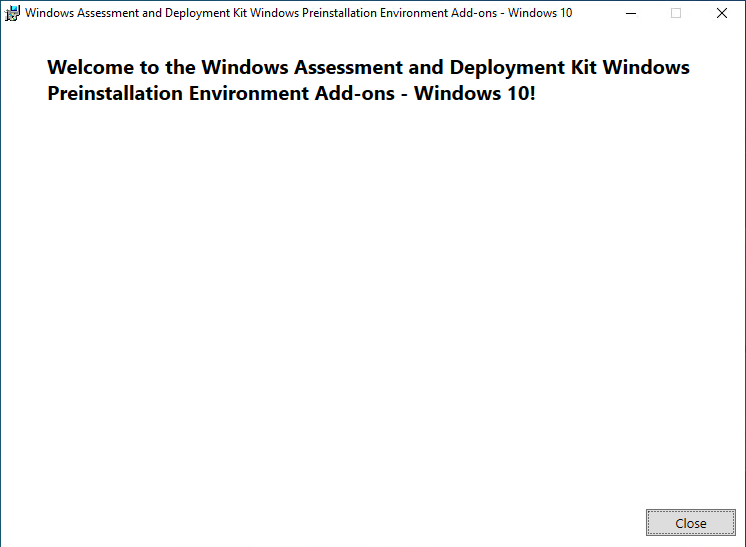 Windows Assessment and Deployment Kit Windows Preinstallation Environment Add-ons - Windows 10
Welcome to the Windows Assessment and Deployment Kit Windows
Preinstallation Environment Add-ons - Windows 10!
Close